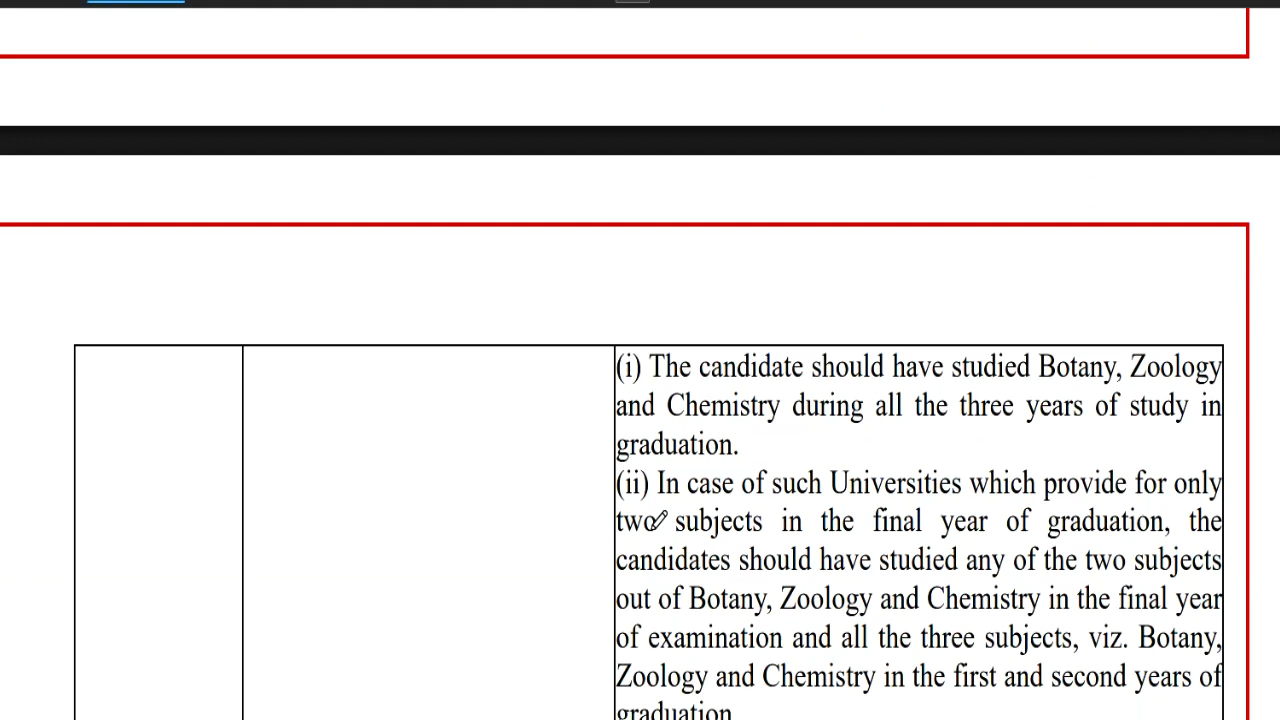 (i) The candidate should have studied Botany, Zoology
and Chemistry during all the three years of study in
graduation.
(ii) In case of such Universities which provide for only
two subjects in the final year of graduation, the
candidates should have studied any of the two subjects
out of Botany, Zoology and Chemistry in the final year
of examination and all the three subjects, viz. Botany,
Zoology and Chemistry in the first and second years of
graduation